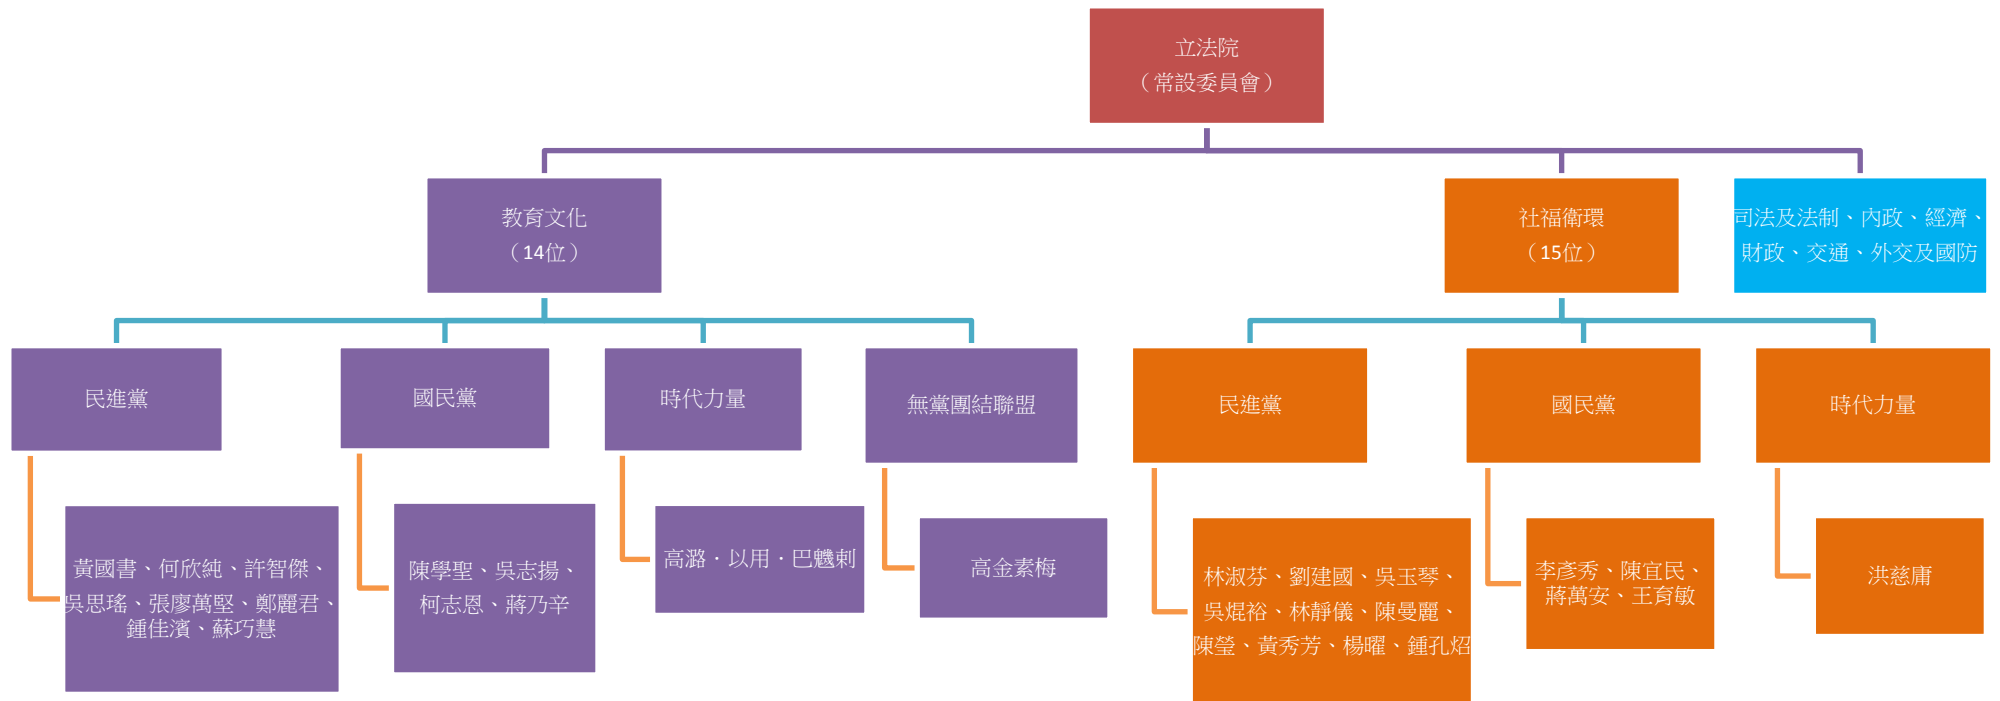 立法院
（常設委員會）
教育文化
（14位）
社福衛環
（15位）
司法及法制、內政、經濟、
財政、交通、外交及國防
民進黨
國民黨
時代力量
無黨團結聯盟
民進黨
國民黨
時代力量
黃國書、何欣純、許智傑、
吳思瑤、張廖萬堅、鄭麗君、
鍾佳濱、蘇巧慧
陳學聖、吳志揚、
柯志恩、蔣乃辛
高潞．以用．巴魕剌
高金素梅
林淑芬、劉建國、吳玉琴、
吳焜裕、林靜儀、陳曼麗、
陳瑩、黃秀芳、楊曜、鍾孔炤
李彥秀、陳宜民、
蔣萬安、王育敏
洪慈庸